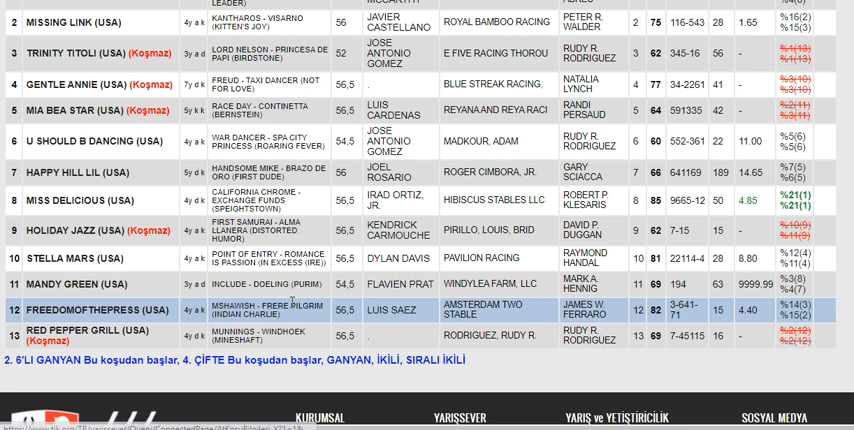 LEADER)
2 MISSING LINK (USA) 4y a k KANTHAROS - VISARNO (KITTEN'S JOY) 56 JAVIER CASTELLANO ROYAL BAMBOO RACING PETER R. WALDER 2 75 116-543 28 1.65 %16(2) %15(3)
3 TRINITY TITOLI (USA) (Koşmaz) 3y a d LORD NELSON - PRINCESA DE PAPI (BIRDSTONE) 52 JOSE ANTONIO GOMEZ E FIVE RACING THOROU RUDY R. RODRIGUEZ 3 62 345-16 56 - %1(13) %1(13)
4 GENTLE ANNIE (USA) (Koşmaz) 7y d k FREUD - TAXI DANCER (NOT FOR LOVE) 56,5 . BLUE STREAK RACING, NATALIA LYNCH 4 77 34-2261 41 - %3(10) %3(10)
5 MIA BEA STAR (USA) (Koşmaz) 5y k k RACE DAY - CONTINETTA (BERNSTEIN) 56,5 LUIS CARDENAS REYANA AND REYA RACI RANDI PERSAUD 5 64 591335 42 - %2(11) %3(11)
6 U SHOULD B DANCING (USA) 4y a k WAR DANCER - SPA CITY PRINCESS (ROARING FEVER) 54,5 JOSE ANTONIO GOMEZ MADKOUR, ADAM RUDY R. RODRIGUEZ 6 60 552-361 22 11.00 %5(6) %5(6)
7 HAPPY HILL LIL (USA) 5y d k HANDSOME MIKE - BRAZO DE ORO (FIRST DUDE) 56 JOEL ROSARIO ROGER CIMBORA, JR. GARY SCIACCA 7 66 641169 189 14.65 %7(5) %6(5)
8 MISS DELICIOUS (USA) 4y d k CALIFORNIA CHROME - EXCHANGE FUNDS (SPEIGHTSTOWN) 56,5 IRAD ORTIZ, JR. HIBISCUS STABLES LLC ROBERT P. KLESARIS 8 85 9665-12 50 4.85 %21(1) %21(1)
9 HOLIDAY JAZZ (USA) (Koşmaz) 4y a k FIRST SAMURAI - ALMA LLANERA (DISTORTED HUMOR) 56,5 KENDRICK CARMOUCHE PIRILLO, LOUIS, BRID DAVID P. DUGGAN 9 62 7-15 15 - %10(9) %11(9)
10 STELLA MARS (USA) 4y a k POINT OF ENTRY - ROMANCE IS PASSION (IN EXCESS (IRE)) 56,5 DYLAN DAVIS PAVILION RACING RAYMOND HANDAL 10 81 22114-4 28 8.80 %12(4) %11(4)
11 MANDY GREEN (USA) 3y a d INCLUDE - DOELING (PURIM) 54,5 FLAVIEN PRAT WINDYLEA FARM, LLC MARK A. HENNIG 11 69 194 63 9999.99 %3(8) %4(7)
12 FREEDOMOFTHEPRESS (USA) 4y a k MSHAWISH - FRERE PILGRIM (INDIAN CHARLIE) 56,5 LUIS SAEZ AMSTERDAM TWO STABLE JAMES W. FERRARO 12 82 3-641-71 15 4.40 %14(3) %15(2)
13 RED PEPPER GRILL (USA) (Koşmaz) 4y d k MUNNINGS - WINDHOEK (MINESHAFT) 56,5 . RODRIGUEZ, RUDY R. RUDY R. RODRIGUEZ 13 69 7-45116 16 - %2(12) %2(12)
2. 6'LI GANYAN Bu koşudan başlar, 4. ÇİFTE Bu koşudan başlar, GANYAN, İKİLİ, SIRALI İKİLİ
KURUMSAL YARIŞSEVER YARIŞ ve YETİŞTİRİCİLİK SOSYAL MEDYA